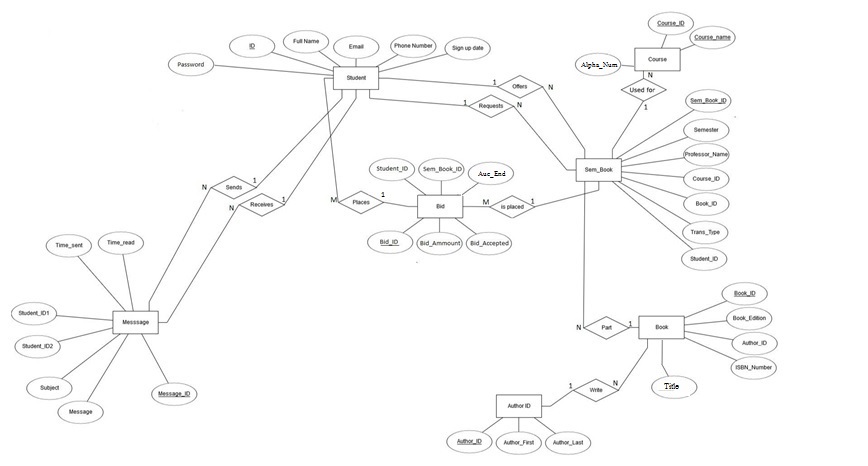 Course_ID
Full Name
ID
Email
Phone Number
Sign up date
Course_name
Password
Student
Course
Alpha_Num
N
1
Offers
N
Used for
1
Requests
N
1
Sem_Book_ID
Semester
Professor_Name
Student_ID
Sem_Book_ID
Auc_End
Sem_Book
Course_ID
N
Sends
1
Receives
1
N
M
Places
1
Bid
M
is placed
1
Book_ID
Bid_ID
Bid_Ammount
Bid_Accepted
Trans_Type
Student_ID
Time_sent
Time_read
Book_ID
Student_ID1
Messsage
N
Part
1
Book
Book_Edition
Student_ID2
Author_ID
ISBN_Number
Subject
Message_ID
Message
Title
1
Write
N
Author ID
Author_ID
Author_First
Author_Last